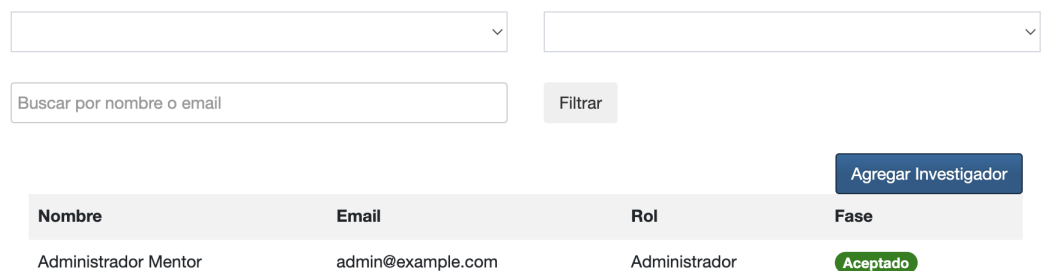 Buscar por nombre o email
Filtrar
Agregar Investigador
Nombre Email Rol Fase
Administrador Mentor admin@example.com Administrador Aceptado